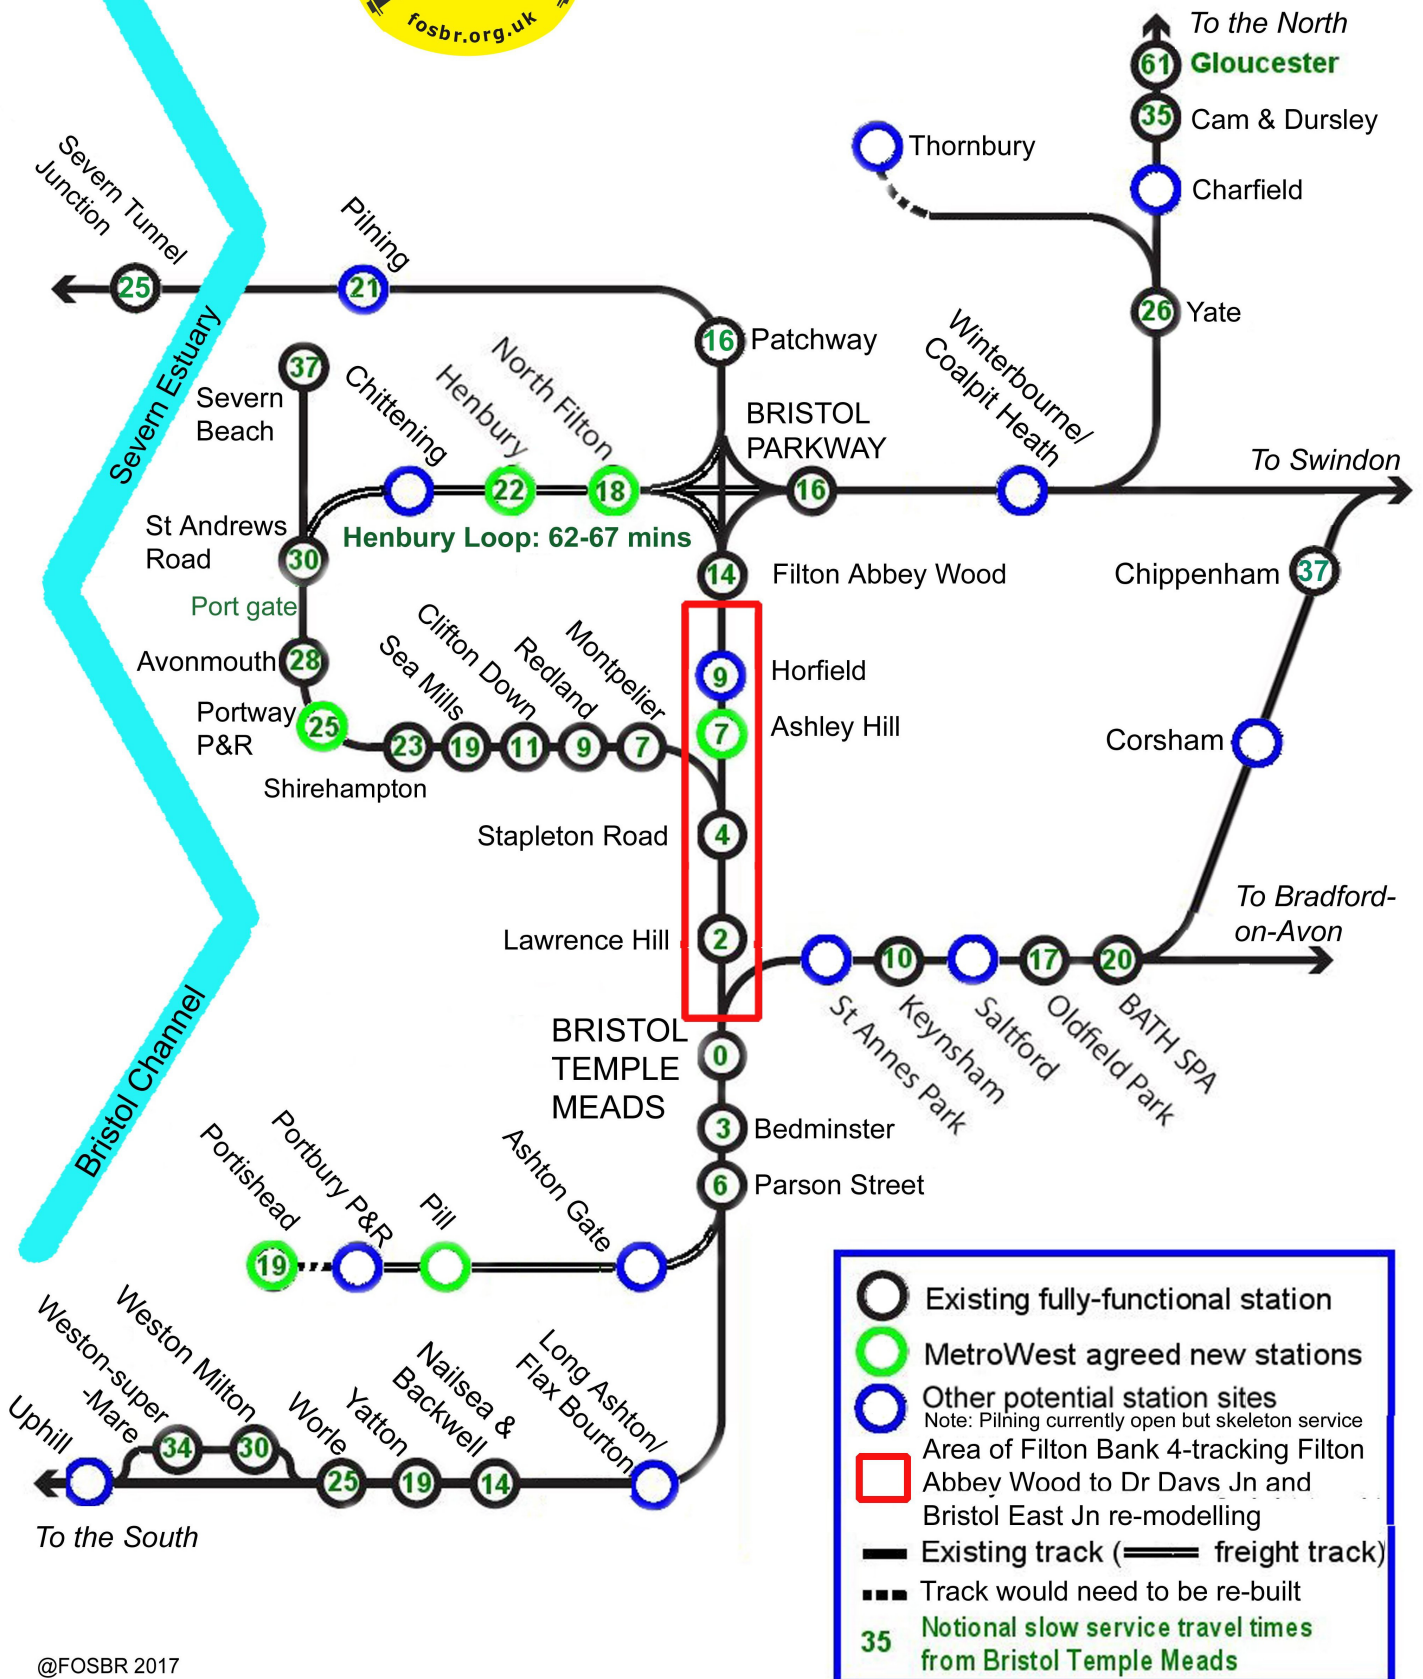 fosbr.org.uk
To the North
61
Gloucester
35
Cam & Dursley
Thornbury
Charfield
Severn Tunnel
Junction
25
Pilning
21
26
Yate
16
Patchway
Severn Estuary
37
Severn
Beach
Chittening
Henbury
22
North Filton
18
BRISTOL
PARKWAY
16
Winterbourne/
Coalpit Heath
To Swindon
Henbury Loop: 62-67 mins
St Andrews
Road
30
14
Filton Abbey Wood
Chippenham
37
Port gate
Avonmouth
28
Portway
P&R
25
Shirehampton
23
Sea Mills
19
Clifton Down
11
Redland
9
Montpelier
7
9
Horfield
7
Ashley Hill
Corsham
Stapleton Road
4
Lawrence Hill
2
To Bradford-
on-Avon
St Annes Park
10
Keynsham
Saltford
17
Oldfield Park
20
BATH SPA
BRISTOL
TEMPLE
MEADS
0
3
Bedminster
6
Parson Street
Bristol Channel
Portishead
19
Portbury P&R
Pill
Ashton Gate
Uphill
Weston-super
-Mare
34
Weston Milton
30
Worle
25
Yatton
19
Nailsea &
Backwell
14
Long Ashton/
Flax Bourton
To the South
Existing fully-functional station
MetroWest agreed new stations
Other potential station sites
Note: Pilning currently open but skeleton service
Area of Filton Bank 4-tracking Filton
Abbey Wood to Dr Days Jn and
Bristol East Jn re-modelling
Existing track ( freight track)
Track would need to be re-built
35
Notional slow service travel times
from Bristol Temple Meads
@FOSBR 2017